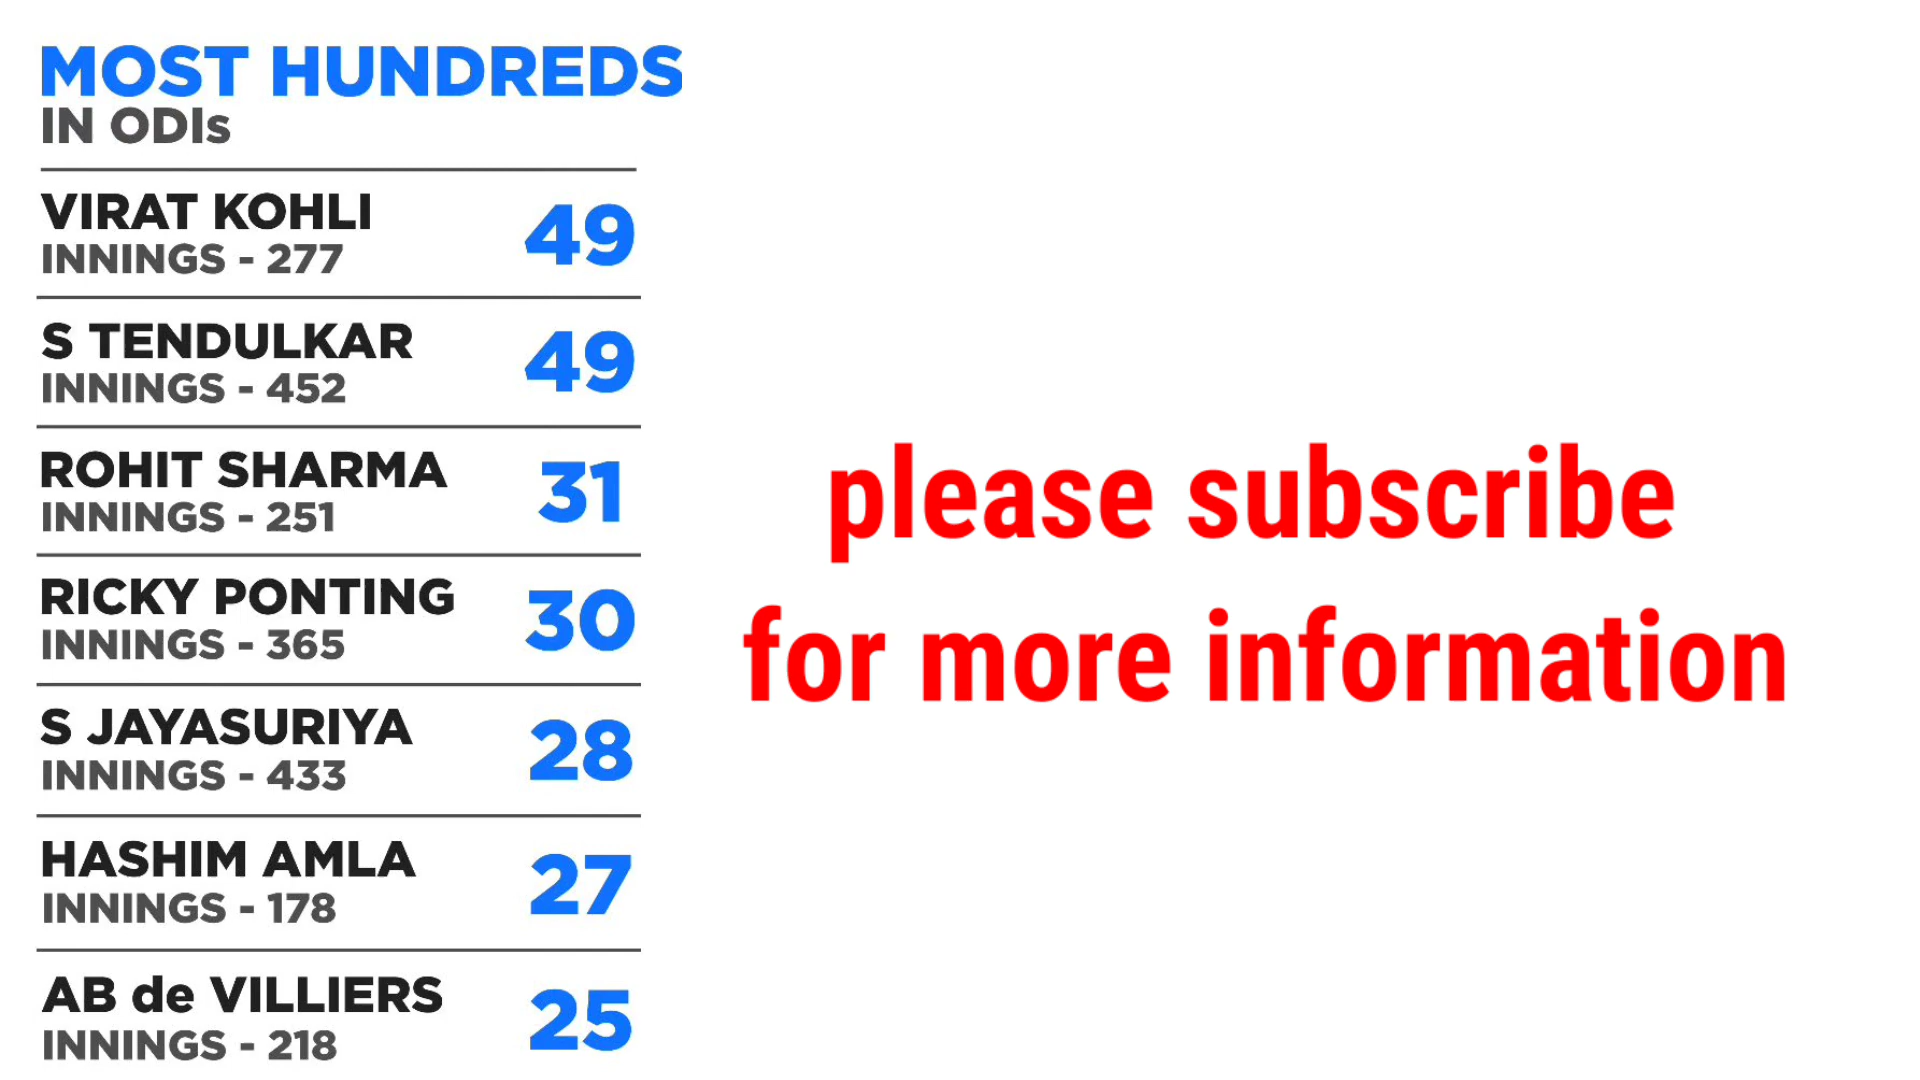 MOST HUNDREDS
IN ODIs
VIRAT KOHLI
INNINGS - 277
49
S TENDULKAR
INNINGS - 452
49
ROHIT SHARMA
INNINGS - 251
31
RICKY PONTING
INNINGS - 365
30
S JAYASURIYA
INNINGS - 433
28
HASHIM AMLA
INNINGS - 178
27
AB de VILLIERS
INNINGS - 218
25
please subscribe
for more information